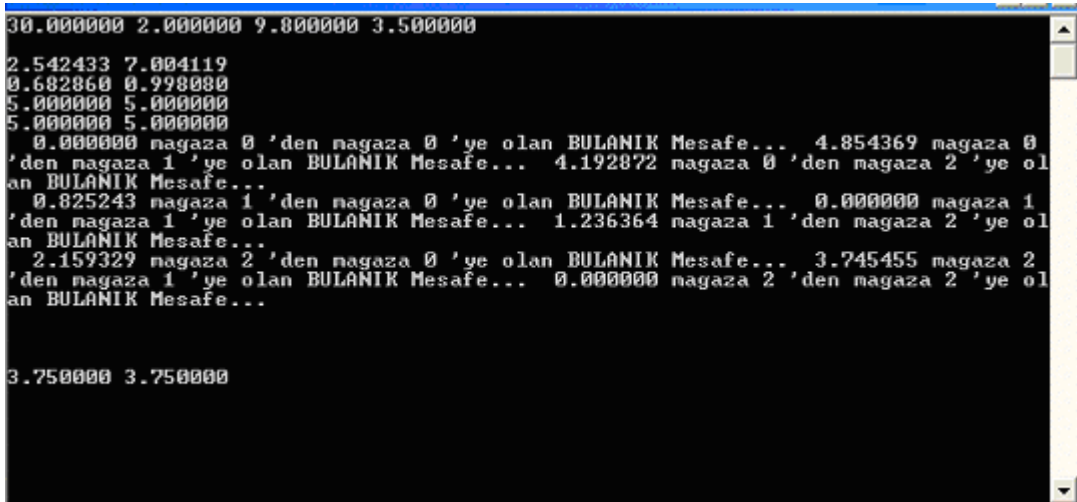 30.000000 2.000000 9.800000 3.500000
2.542433 7.004119
0.682860 0.998080
5.000000 5.000000
5.000000 5.000000
0.000000 magaza 0 'den magaza 0 'ye olan BULANIK Mesafe... 4.854369 magaza 0
'den magaza 1 'ye olan BULANIK Mesafe... 4.192872 magaza 0 'den magaza 2 'ye ol
an BULANIK Mesafe...
0.825243 magaza 1 'den magaza 0 'ye olan BULANIK Mesafe... 0.000000 magaza 1
'den magaza 1 'ye olan BULANIK Mesafe... 1.236364 magaza 1 'den magaza 2 'ye ol
an BULANIK Mesafe...
2.159329 magaza 2 'den magaza 0 'ye olan BULANIK Mesafe... 3.745455 magaza 2
'den magaza 1 'ye olan BULANIK Mesafe... 0.000000 magaza 2 'den magaza 2 'ye ol
an BULANIK Mesafe...
3.750000 3.750000